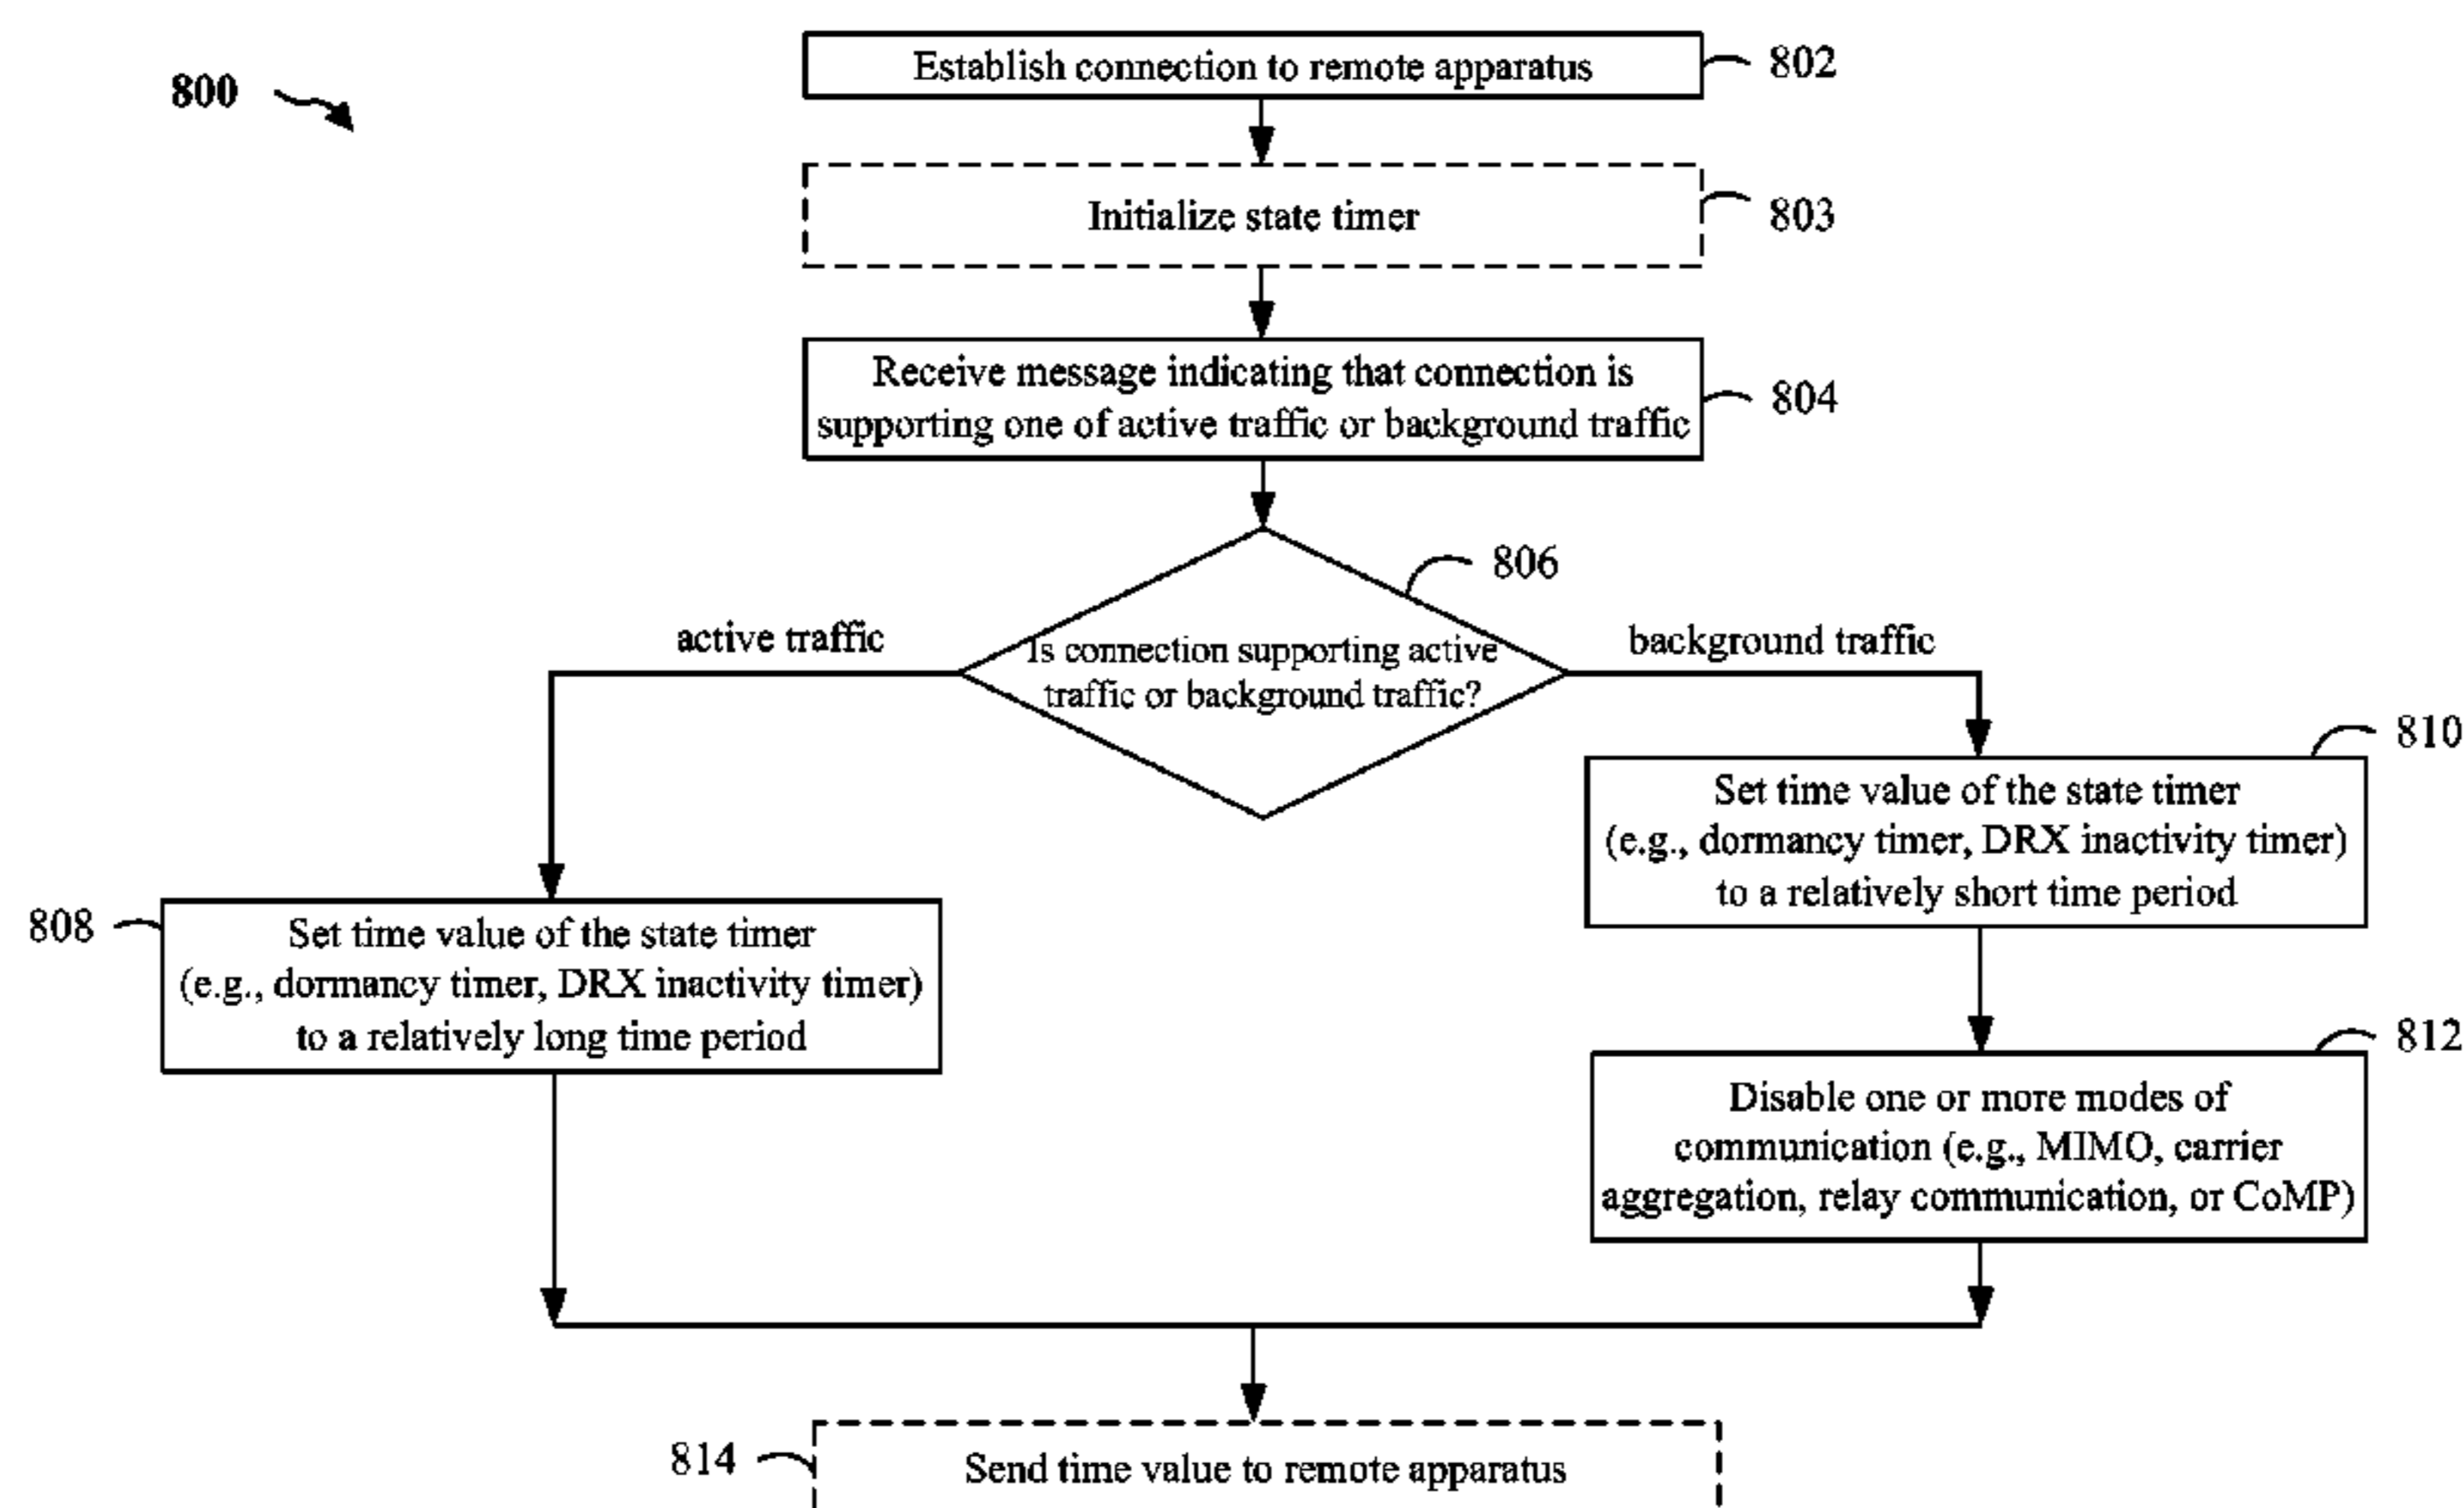 800
Establish connection to remote apparatus
802
Initialize state timer
803
Receive message indicating that connection is
supporting one of active traffic or background traffic
804
806
Is connection supporting active
traffic or background traffic?
active traffic
background traffic
808
Set time value of the state timer
(e.g., dormancy timer, DRX inactivity timer)
to a relatively long time period
810
Set time value of the state timer
(e.g., dormancy timer, DRX inactivity timer)
to a relatively short time period
812
Disable one or more modes of
communication (e.g., MIMO, carrier
aggregation, relay communication, or CoMP)
814
Send time value to remote apparatus